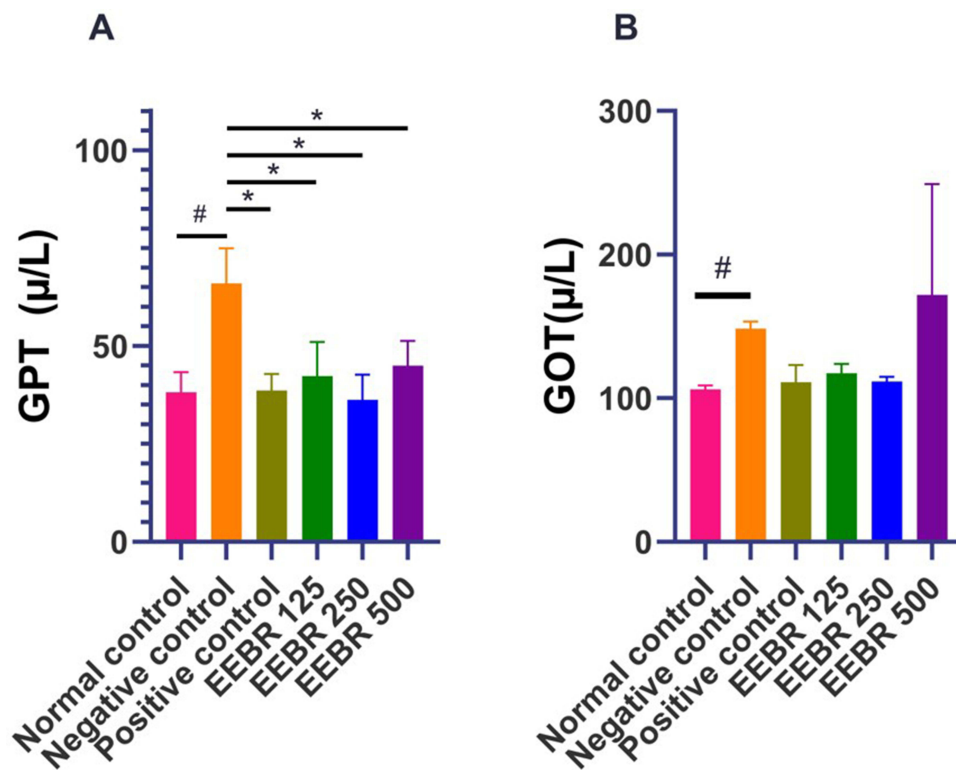 A
GPT (µ/L)
100
50
0
#
*
*
*
*
Normal control
Negative control
Positive control
EEBR 125
EEBR 250
EEBR 500
B
GOT(µ/L)
300
200
100
0
#
Normal control
Negative control
Positive control
EEBR 125
EEBR 250
EEBR 500